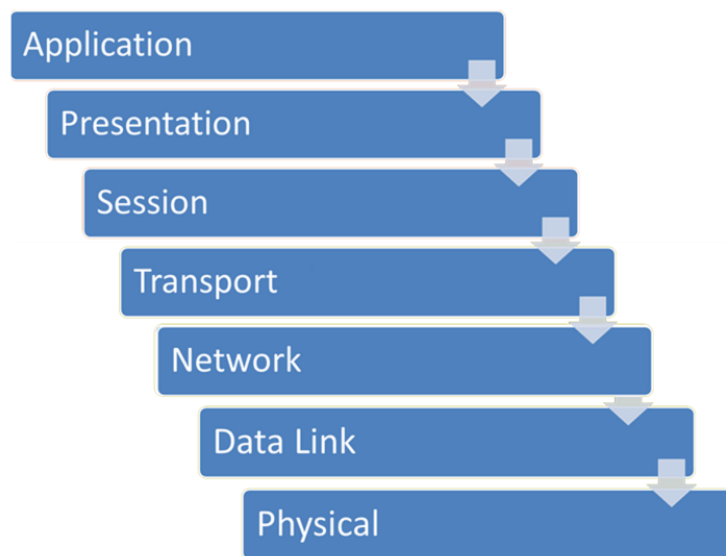 Application
Presentation
Session
Transport
Network
Data Link
Physical